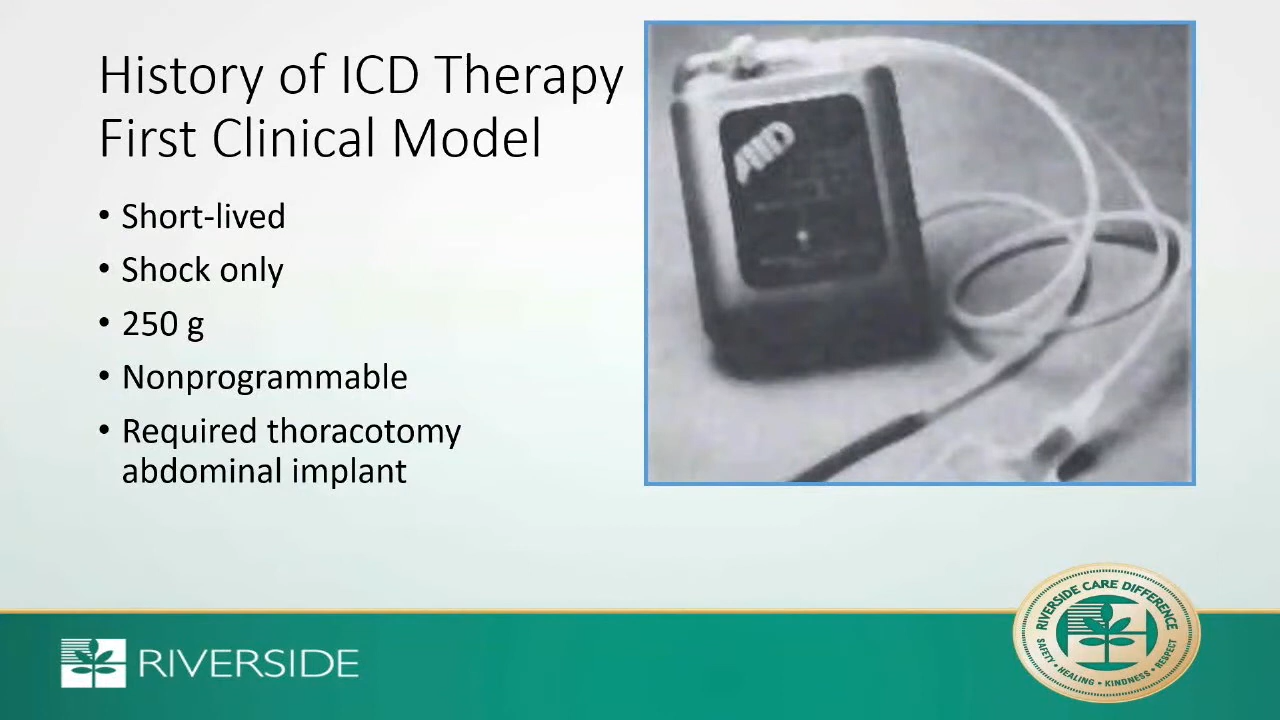 History of ICD Therapy
First Clinical Model
• Short-lived
• Shock only
• 250 g
• Nonprogrammable
• Required thoracotomy
abdominal implant
AID
RIVERSIDE
RIVERSIDE CARE DIFFERENCE
SAFETY • HEALING • KINDNESS • RESPECT